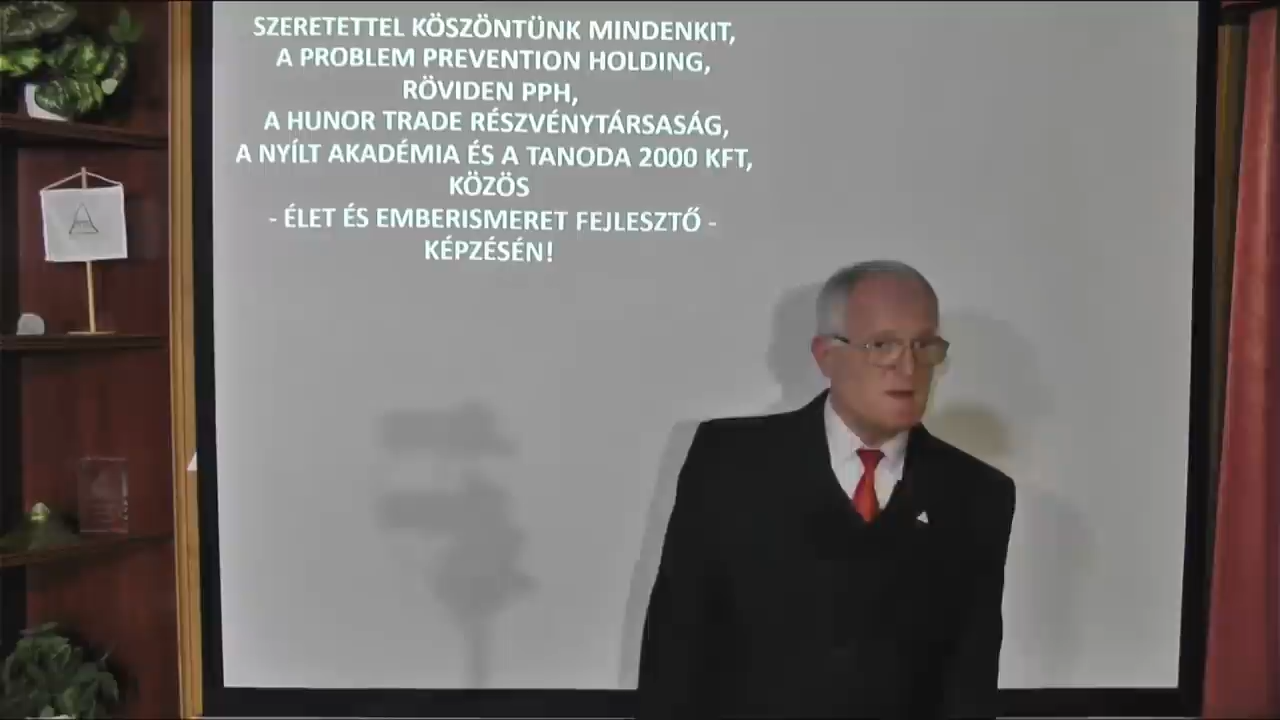 SZERETETTEL KÖSZÖNTÜNK MINDENKIT,
A PROBLEM PREVENTION HOLDING,
RÖVIDEN PPH,
A HUNOR TRADE RÉSZVÉNYTÁRSASÁG,
A NYÍLT AKADÉMIA ÉS A TANODA 2000 KFT,
KÖZÖS
- ÉLET ÉS EMBERISMERET FEJLESZTŐ -
KÉPZÉSÉN!